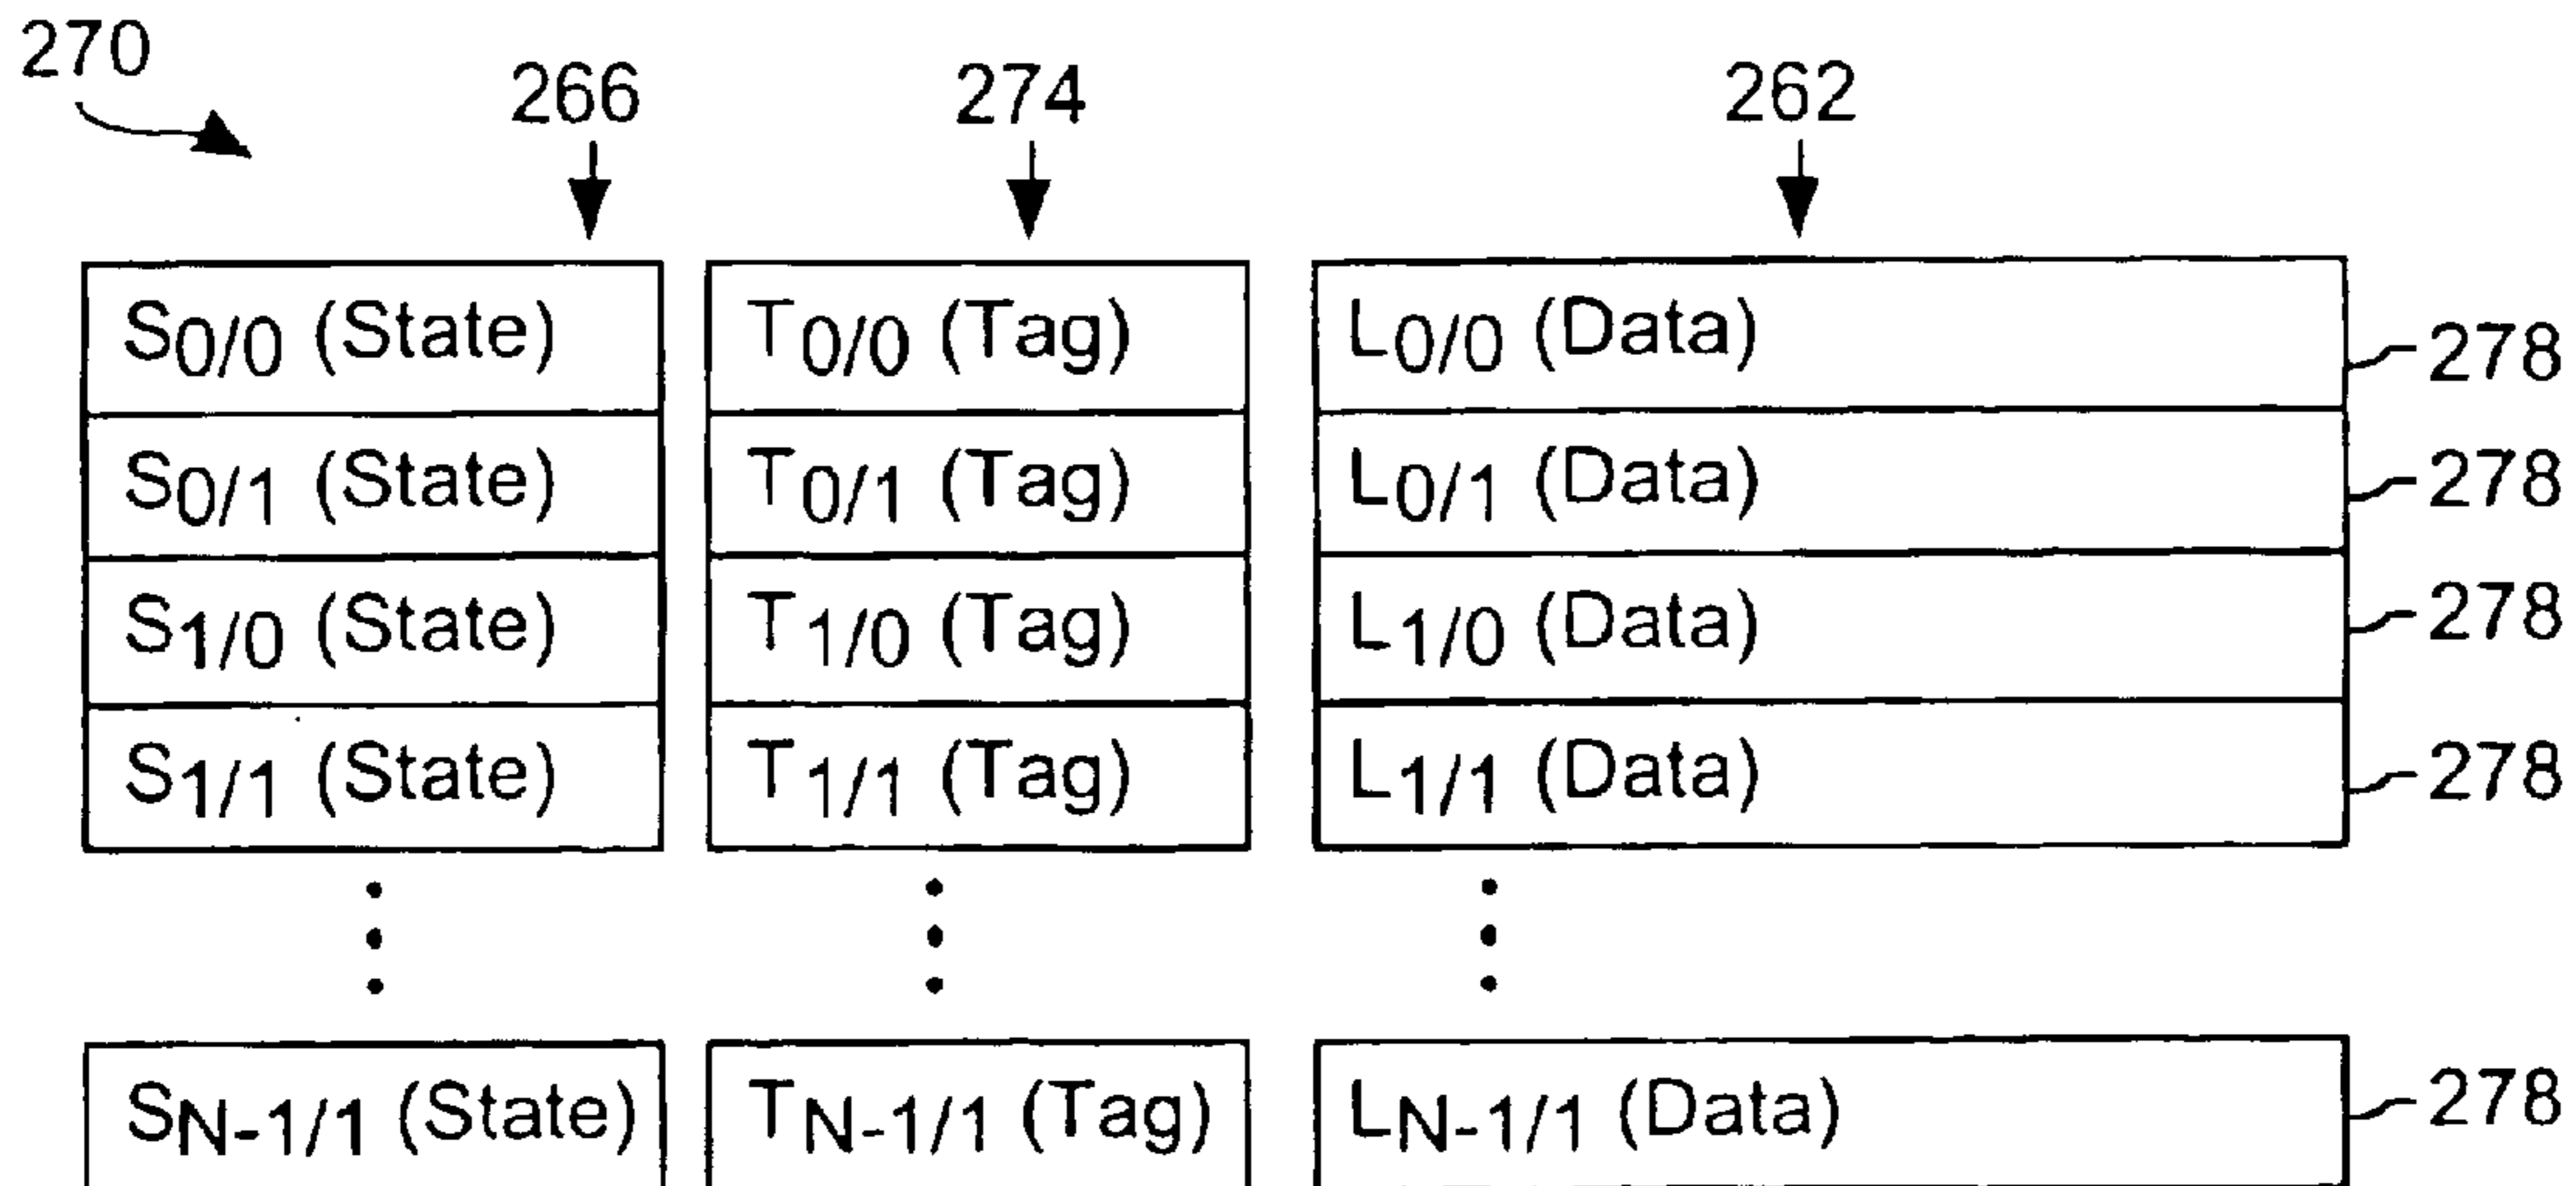 270
266 274 262
S0/0 (State) T0/0 (Tag) L0/0 (Data) 278
S0/1 (State) T0/1 (Tag) L0/1 (Data) 278
S1/0 (State) T1/0 (Tag) L1/0 (Data) 278
S1/1 (State) T1/1 (Tag) L1/1 (Data) 278
SN-1/1 (State) TN-1/1 (Tag) LN-1/1 (Data) 278